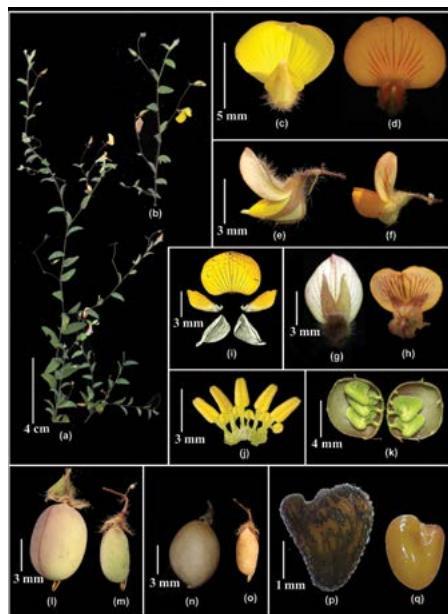 (b)
4 cm
(a)
5 mm
(c)
(d)
3 mm
(e)
(f)
3 mm
(i)
3 mm
(g)
(h)
3 mm
(j)
4 mm
(k)
3 mm
(l)
(m)
3 mm
(n)
(o)
1 mm
(p)
(q)